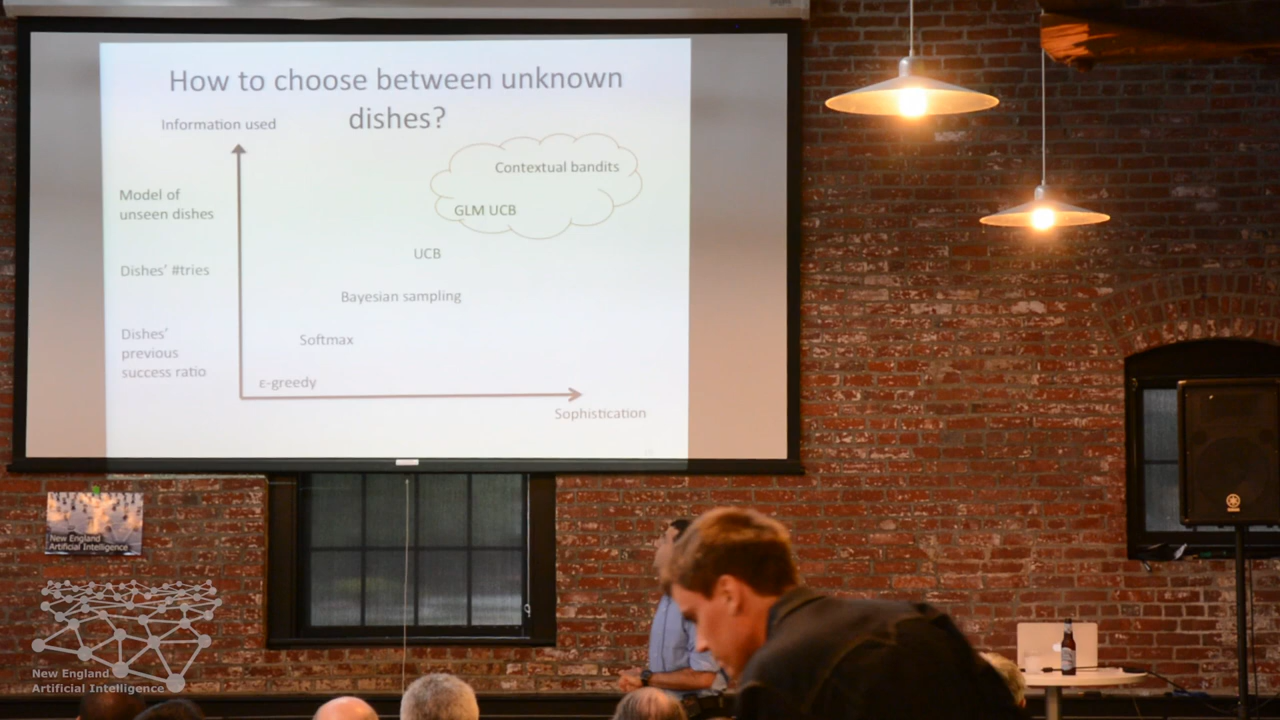 How to choose between unknown
dishes?
Information used
Contextual bandits
Model of
unseen dishes
GLM UCB
UCB
Dishes' #tries
Bayesian sampling
Dishes'
previous
success ratio
Softmax
ε-greedy
Sophistication
New England
Artificial Intelligence
New England
Artificial Intelligence